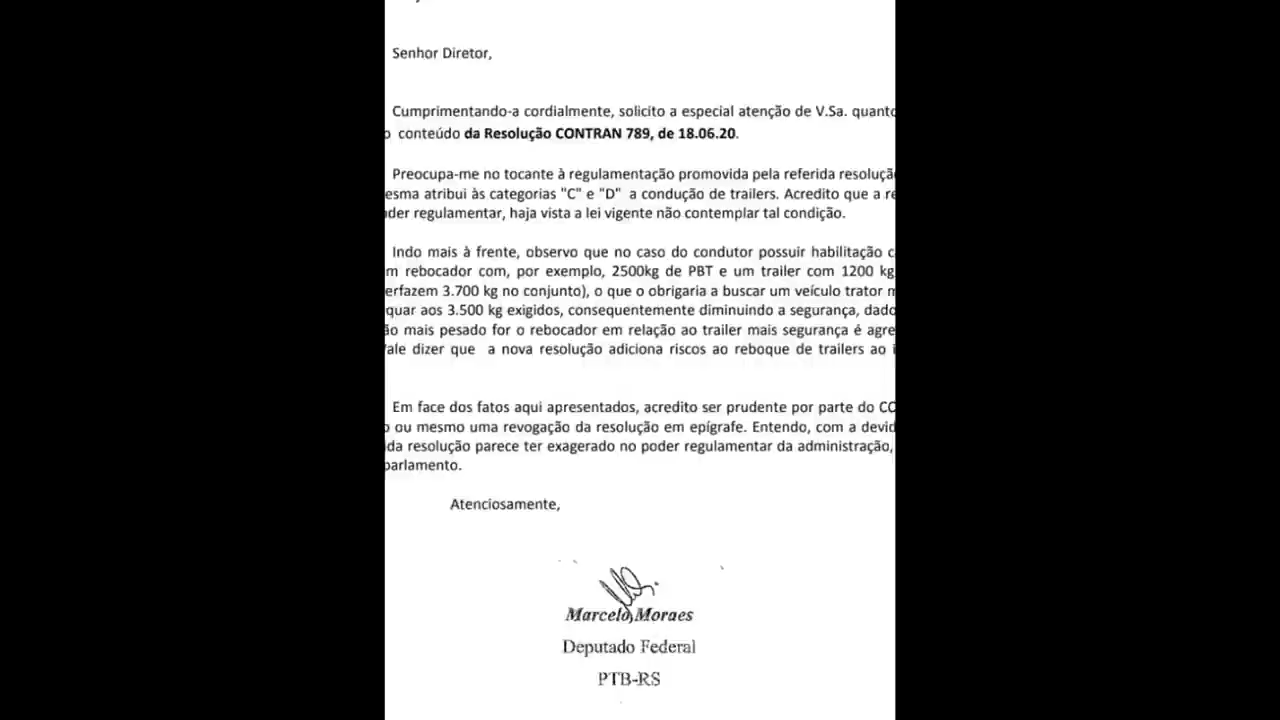 Senhor Diretor,
Cumprimentando-a cordialmente, solicito a especial atenção de V.Sa. quanto
o conteúdo da Resolução CONTRAN 789, de 18.06.20.
Preocupa-me no tocante à regulamentação promovida pela referida resoluçã
esma atribui às categorias "C" e "D" a condução de trailers. Acredito que a re
der regulamentar, haja vista a lei vigente não contemplar tal condição.
Indo mais à frente, observo que no caso do condutor possuir habilitação c
m rebocador com, por exemplo, 2500kg de PBT e um trailer com 1200 kg
erfazem 3.700 kg no conjunto), o que o obrigaria a buscar um veículo trator m
quar aos 3.500 kg exigidos, consequentemente diminuindo a segurança, dado
ão mais pesado for o rebocador em relação ao trailer mais segurança é agre
ale dizer que a nova resolução adiciona riscos ao reboque de trailers ao i
Em face dos fatos aqui apresentados, acredito ser prudente por parte do CO
o ou mesmo uma revogação da resolução em epígrafe. Entendo, com a devid
ida resolução parece ter exagerado no poder regulamentar da administração,
parlamento.
Atenciosamente,
Marcelo Moraes
Deputado Federal
PTB-RS